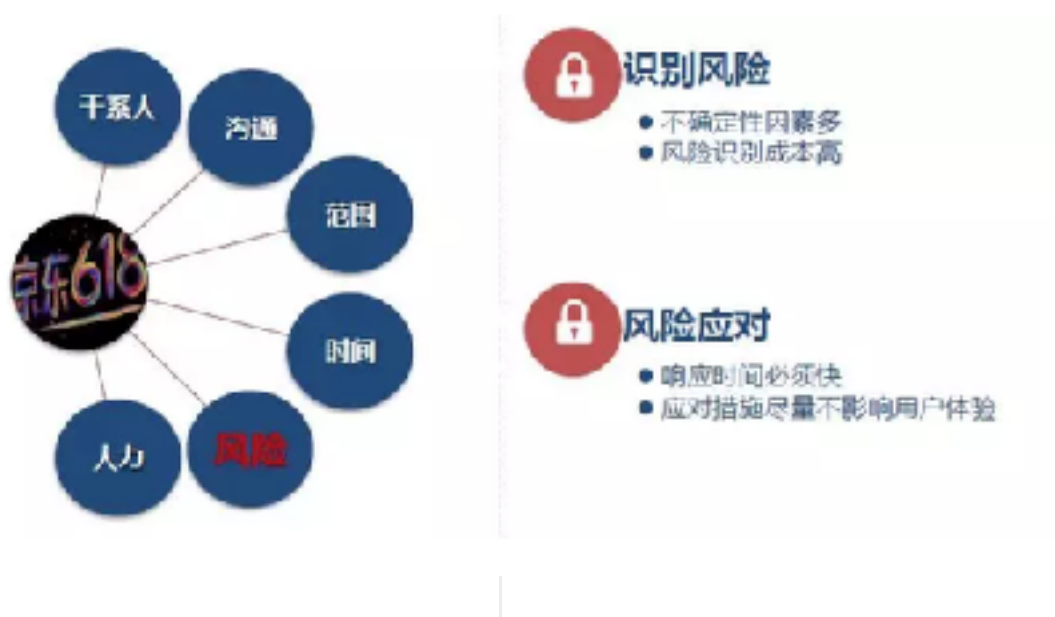 干系人
沟通
范围
京东618
时间
人力
风险
识别风险
不确定性因素多
风险识别成本高
风险应对
响应时间必须快
应对措施尽量不影响用户体验